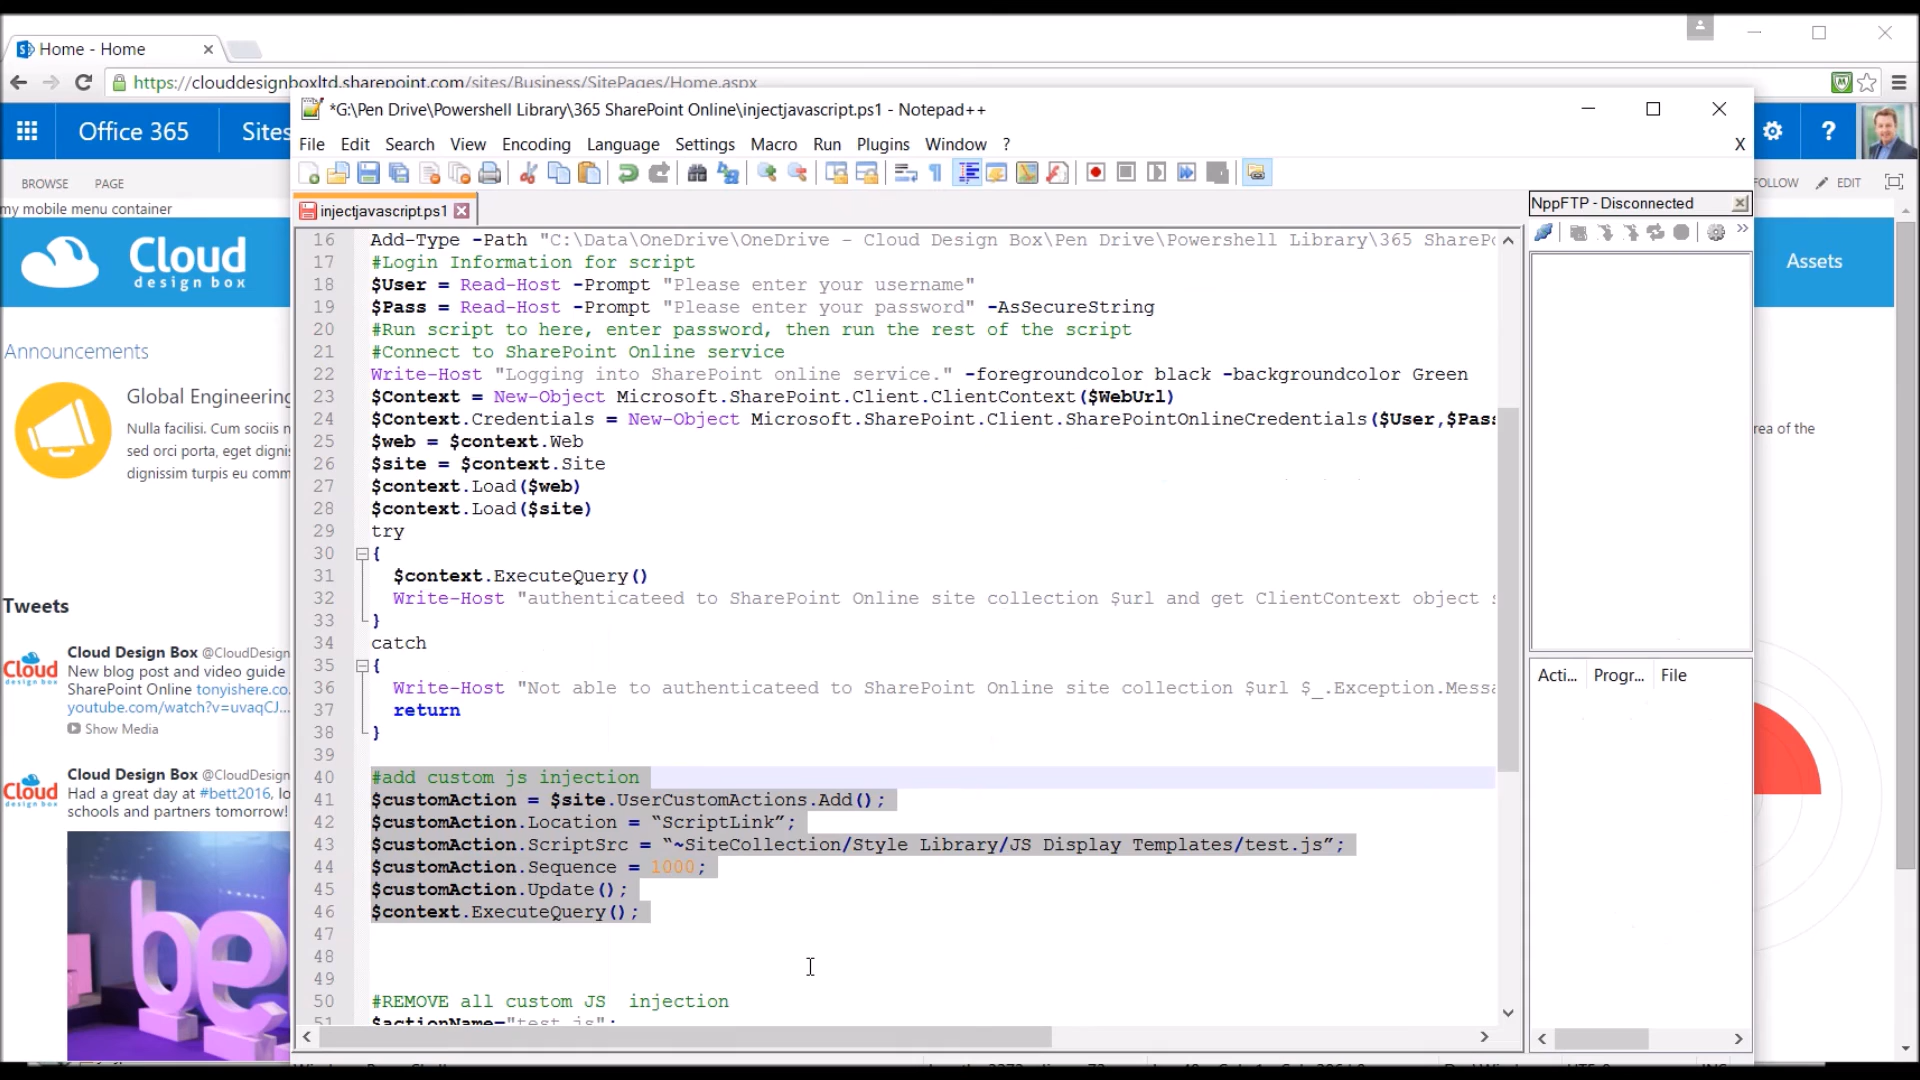 Home - Home
https://clouddesignboxltd.sharepoint.com/sites/Business/SitePages/Home.aspx
Office 365
Sites
BROWSE PAGE
FOLLOW EDIT
my mobile menu container
Cloud
design box
Assets
Announcements
Global Engineering
Nulla facilisi. Cum sociis n
sed orci porta, eget digni
dignissim turpis eu comm
rea of the
Tweets
Cloud Design Box @CloudDesign
New blog post and video guide
SharePoint Online tonyishere.co.
youtube.com/watch?v=uvaqCJ...
Show Media
Cloud Design Box @CloudDesign
Had a great day at #bett2016, lo
schools and partners tomorrow!
be
*G:\Pen Drive\Powershell Library\365 SharePoint Online\injectjavascript.ps1 - Notepad++
File Edit Search View Encoding Language Settings Macro Run Plugins Window ?
X
injectjavascript.ps1
16 Add-Type -Path "C:\Data\OneDrive\OneDrive - Cloud Design Box\Pen Drive\Powershell Library\365 SharePo
17 #Login Information for script
18 $User = Read-Host -Prompt "Please enter your username"
19 $Pass = Read-Host -Prompt "Please enter your password" -AsSecureString
20 #Run script to here, enter password, then run the rest of the script
21 #Connect to SharePoint Online service
22 Write-Host "Logging into SharePoint online service." -foregroundcolor black -backgroundcolor Green
23 $Context = New-Object Microsoft.SharePoint.Client.ClientContext($WebUrl)
24 $Context.Credentials = New-Object Microsoft.SharePoint.Client.SharePointOnlineCredentials($User,$Pass
25 $web = $context.Web
26 $site = $context.Site
27 $context.Load($web)
28 $context.Load($site)
29 try
30 {
31 $context.ExecuteQuery()
32 Write-Host "authenticateed to SharePoint Online site collection $url and get ClientContext object s
33 }
34 catch
35 {
36 Write-Host "Not able to authenticateed to SharePoint Online site collection $url $_.Exception.Messa
37 return
38 }
39
40 #add custom js injection
41 $customAction = $site.UserCustomActions.Add();
42 $customAction.Location = “ScriptLink”;
43 $customAction.ScriptSrc = “~SiteCollection/Style Library/JS Display Templates/test.js”;
44 $customAction.Sequence = 1000;
45 $customAction.Update();
46 $context.ExecuteQuery();
47
48
49
50 #REMOVE all custom JS  injection
51 $actionName="test.js";
NppFTP - Disconnected
Acti... Progr... File